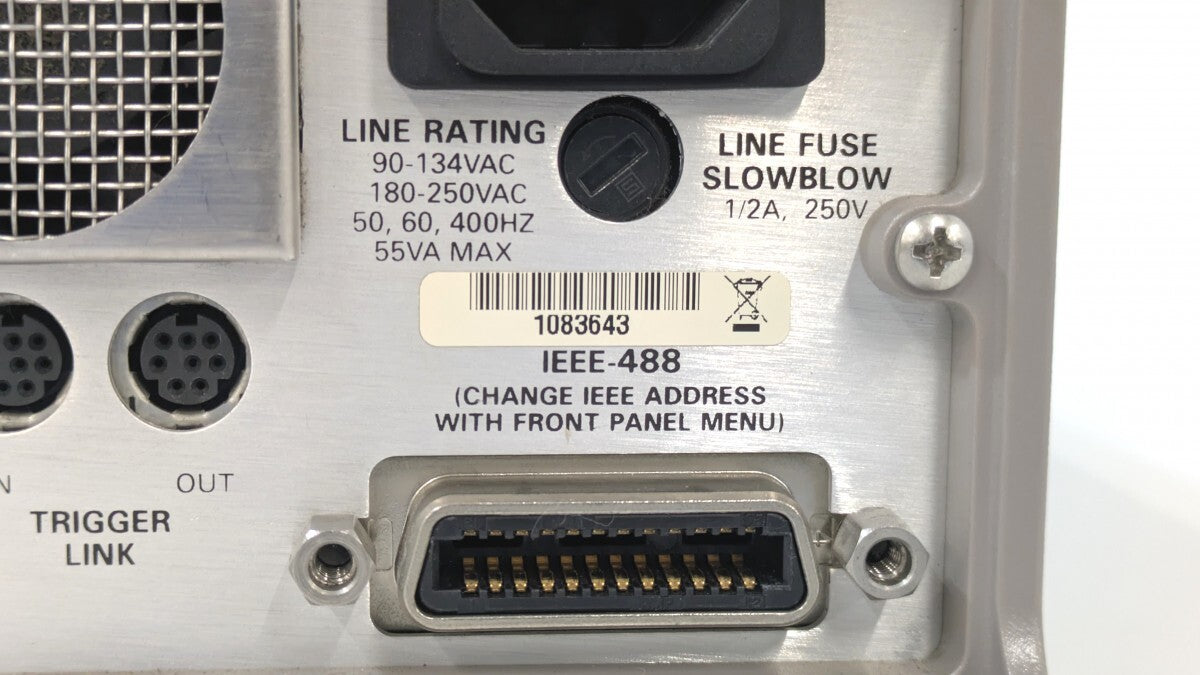 LINE RATING
90-134VAC
180-250VAC
50, 60, 400HZ
55VA MAX
LINE FUSE
SLOWBLOW
1/2A, 250V
1083643
IEEE-488
(CHANGE IEEE ADDRESS
WITH FRONT PANEL MENU)
N OUT
TRIGGER
LINK